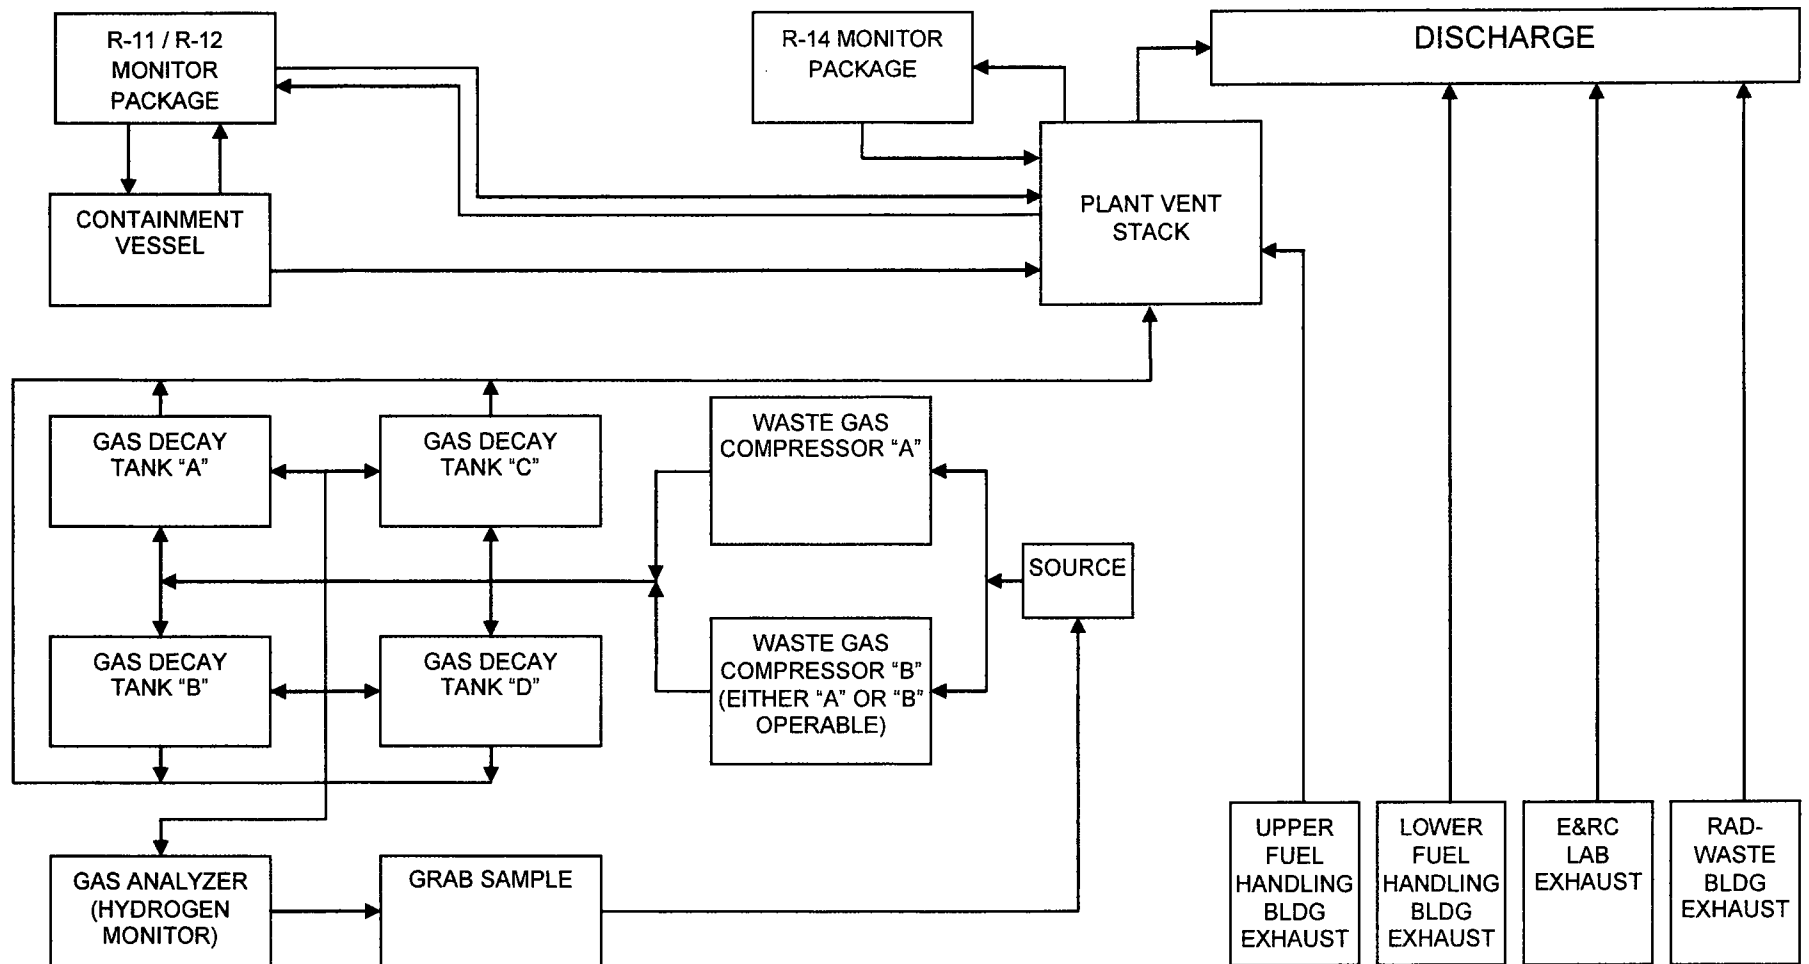 R-11 / R-12
MONITOR
PACKAGE
R-14 MONITOR
PACKAGE
DISCHARGE
CONTAINMENT
VESSEL
PLANT VENT
STACK
GAS DECAY
TANK “A”
GAS DECAY
TANK “C”
WASTE GAS
COMPRESSOR “A”
SOURCE
GAS DECAY
TANK “B”
GAS DECAY
TANK “D”
WASTE GAS
COMPRESSOR “B”
(EITHER “A” OR “B”
OPERABLE)
GAS ANALYZER
(HYDROGEN
MONITOR)
GRAB SAMPLE
UPPER
FUEL
HANDLING
BLDG
EXHAUST
LOWER
FUEL
HANDLING
BLDG
EXHAUST
E&RC
LAB
EXHAUST
RAD-
WASTE
BLDG
EXHAUST